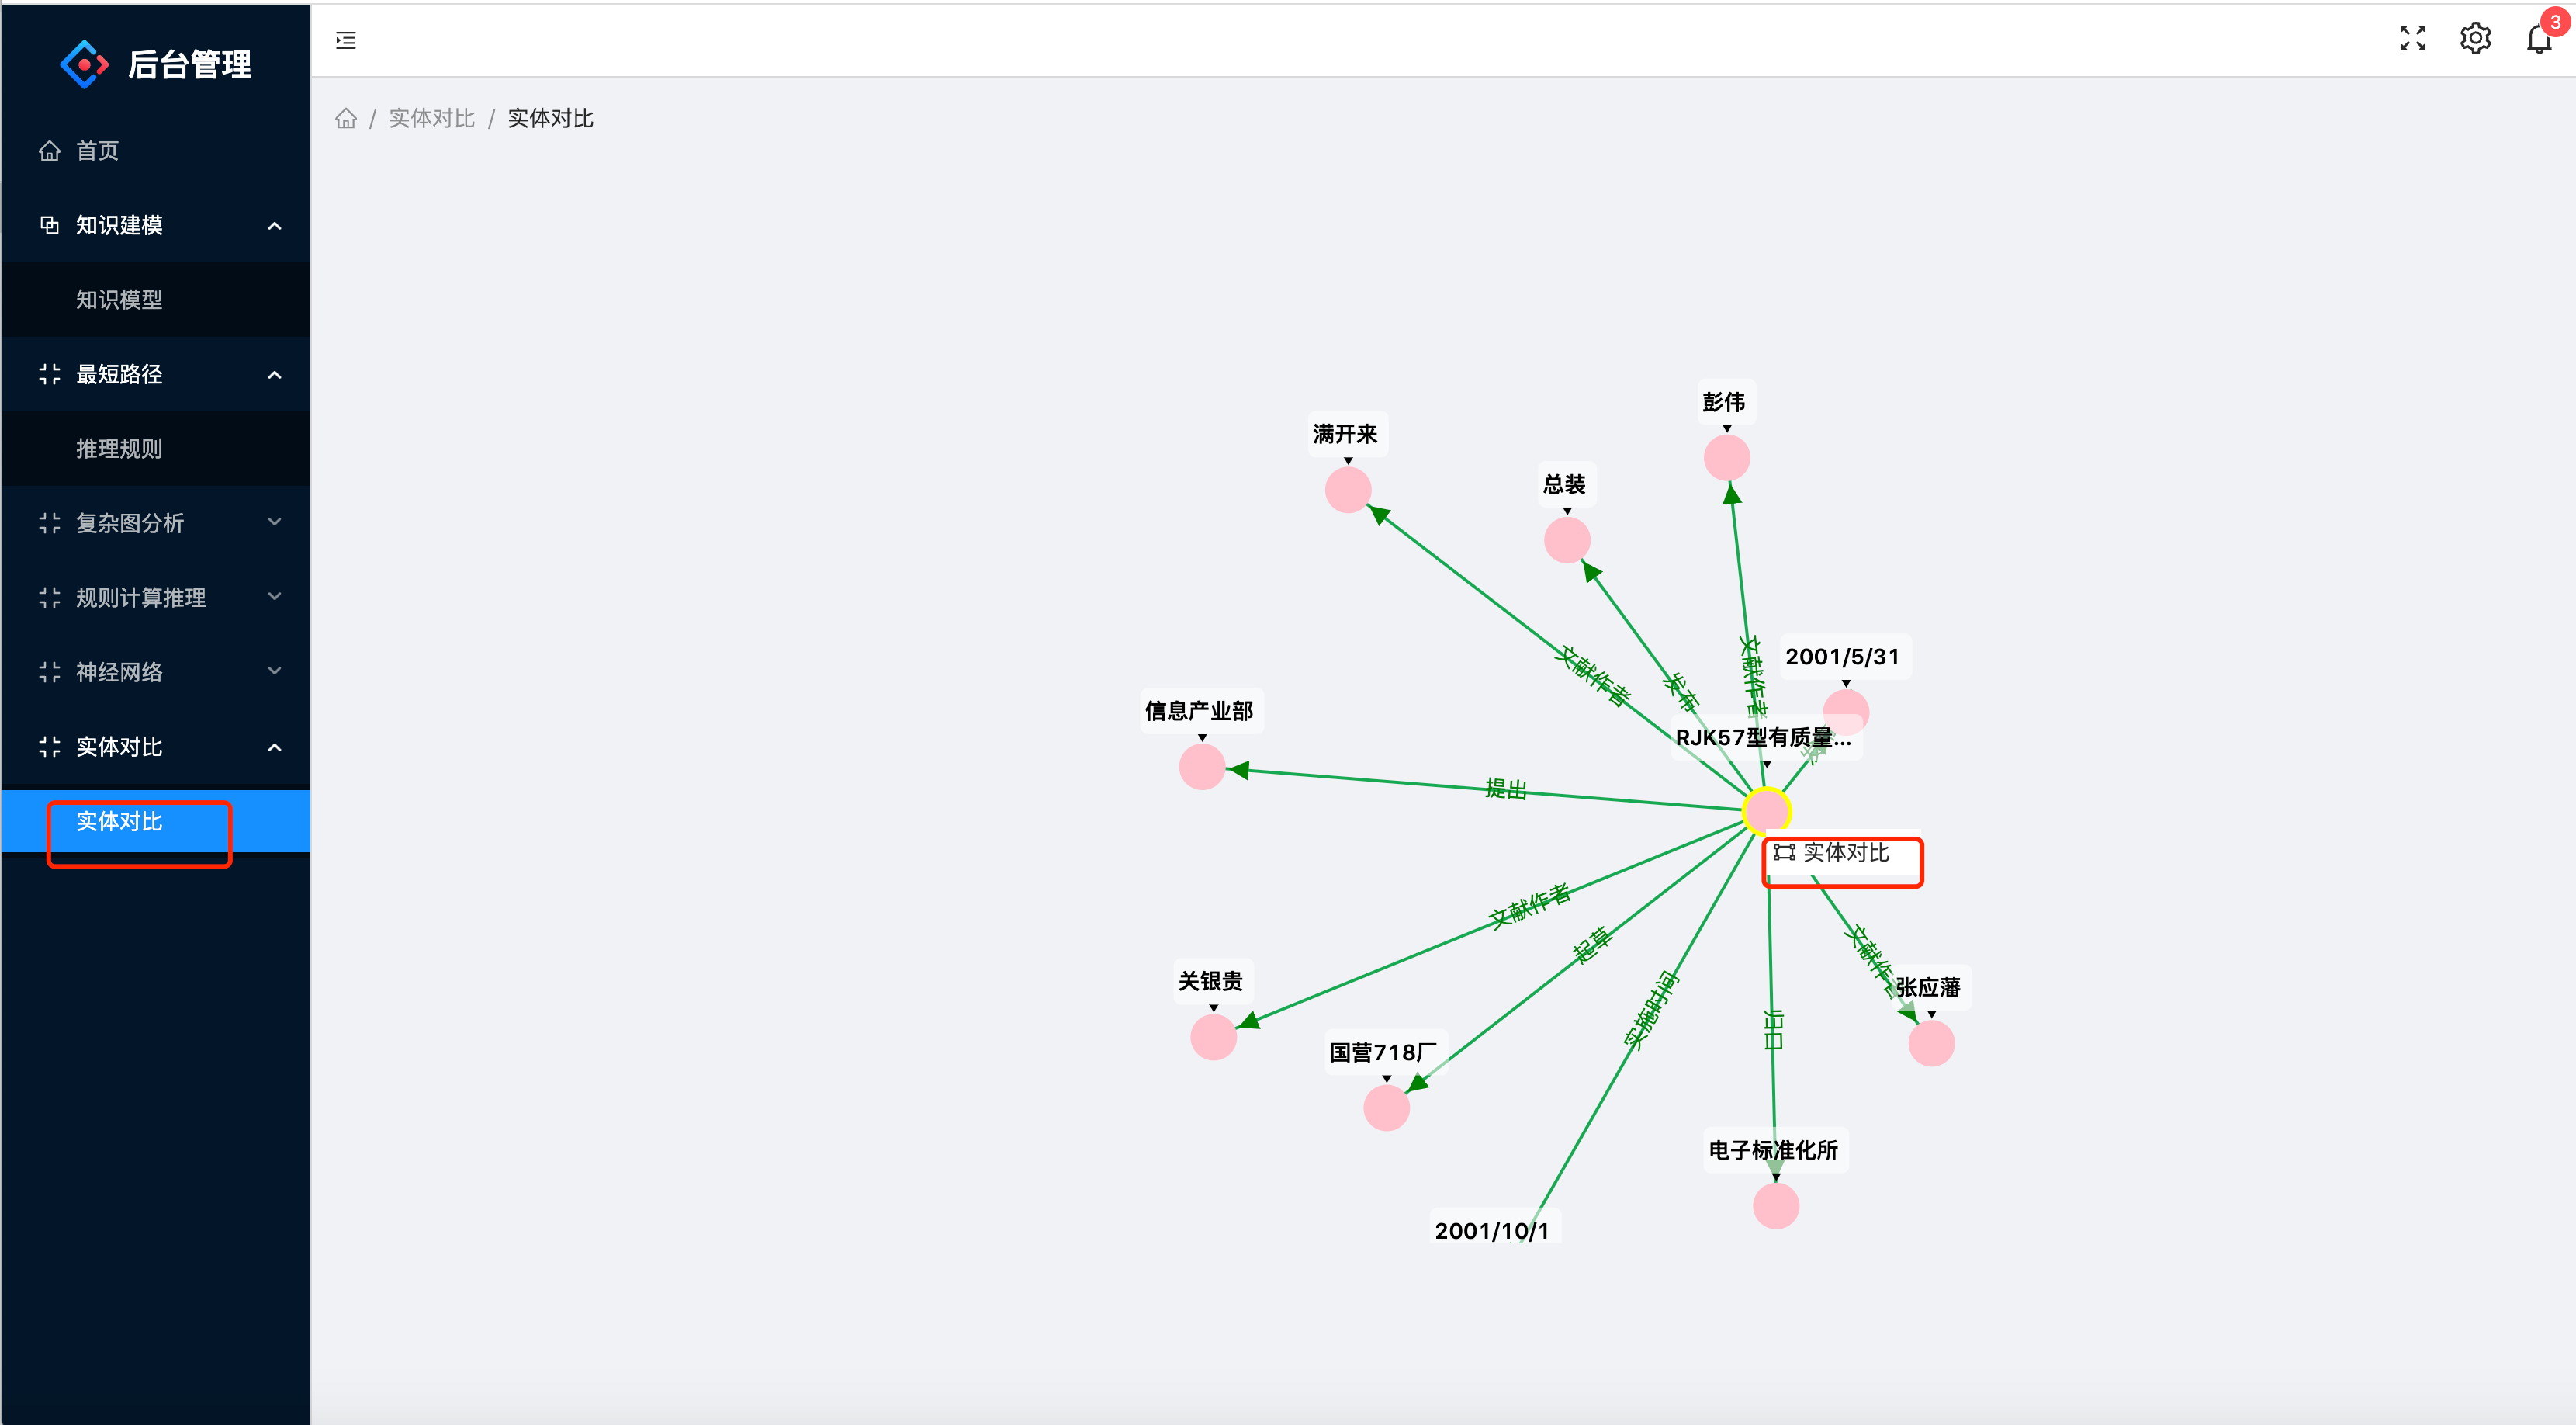 后台管理
3
首页
知识建模
知识模型
最短路径
推理规则
复杂图分析
规则计算推理
神经网络
实体对比
实体对比
/ 实体对比 / 实体对比
彭伟
满开来
总装
文献作者
发布
文献作者
2001/5/31
信息产业部
RJK57型有质量...
提出
实体对比
文献作者
起草
实施时间
归口
文献作者
张应藩
关银贵
国营718厂
电子标准化所
2001/10/1